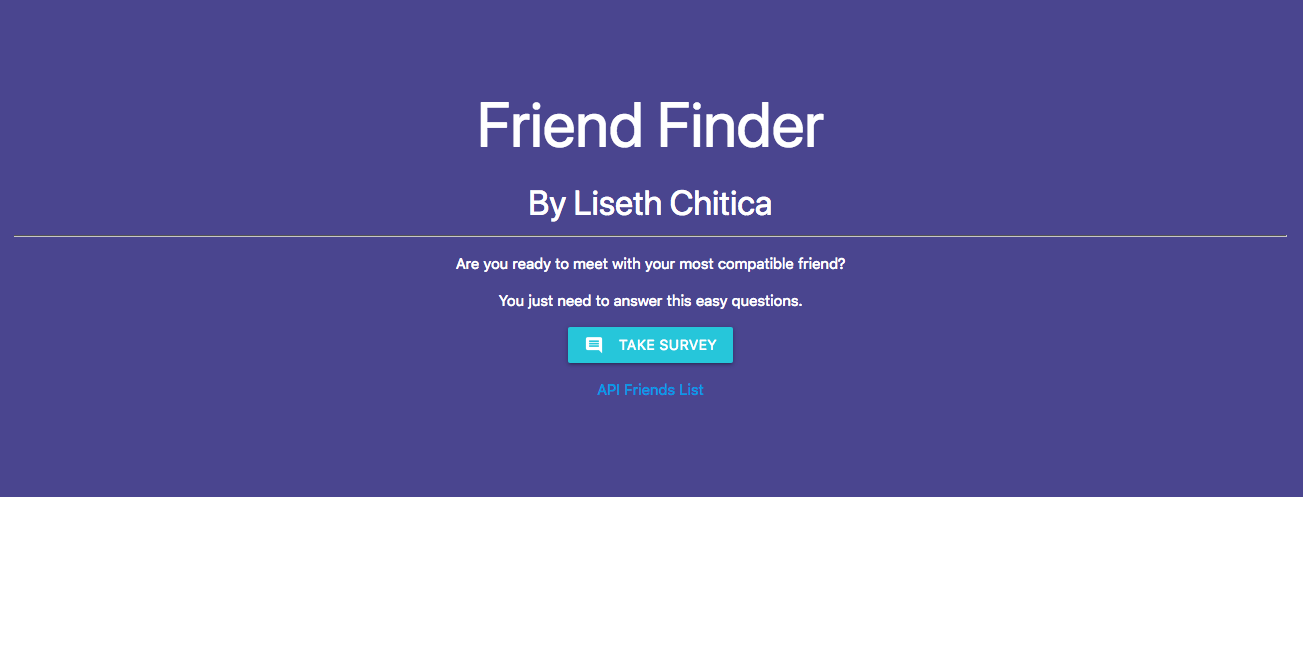 Friend Finder
By Liseth Chitica
Are you ready to meet with your most compatible friend?
You just need to answer this easy questions.
TAKE SURVEY
API Friends List